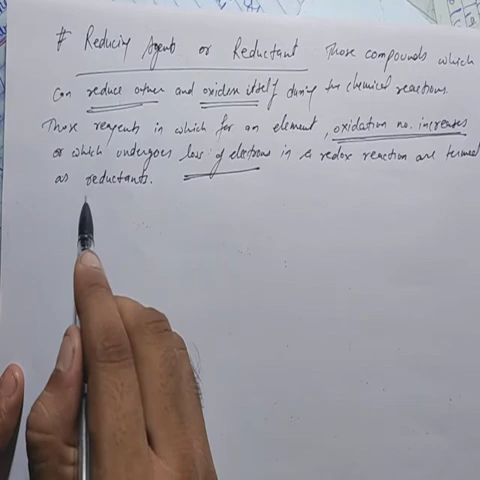 # Reducing Agents or Reductant Those compounds which
can reduce other and oxidise itself during the chemical reactions.
Those reagents in which for an element, oxidation no. increases
or which undergoes loss of electrons in a redox reaction are termed
as reductants.